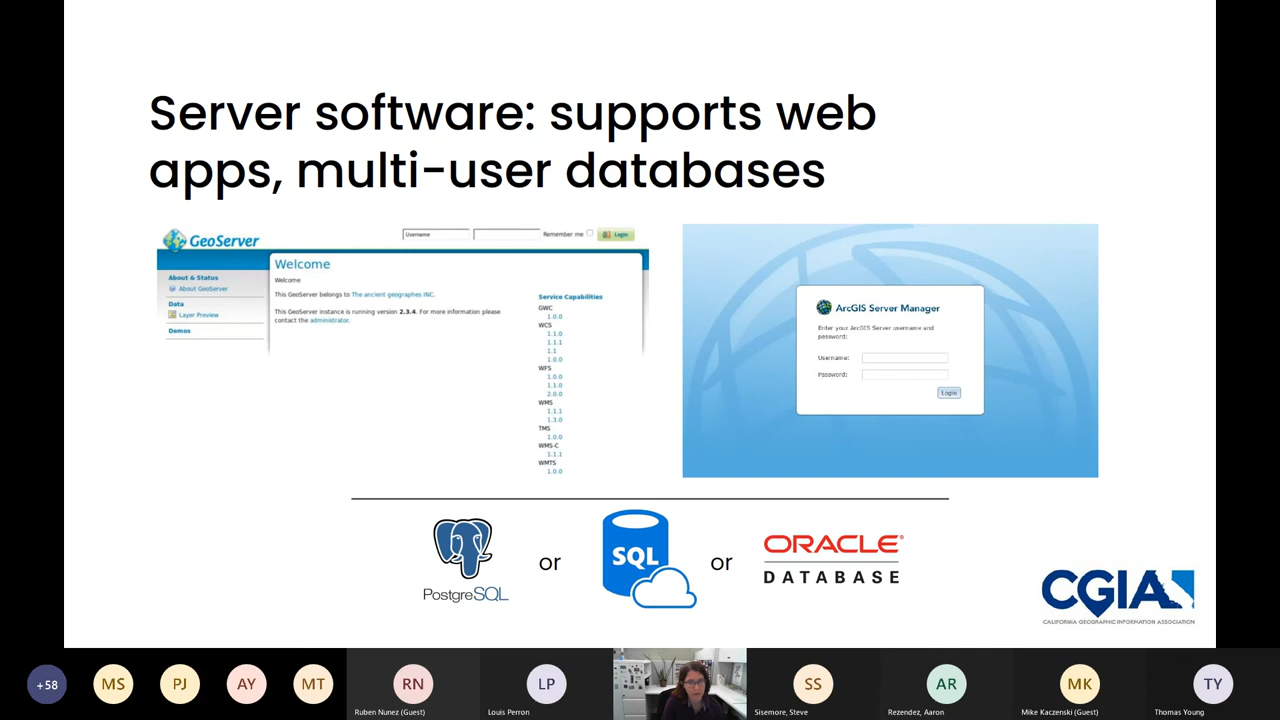 Server software: supports web
apps, multi-user databases
GeoServer
Username
Remember me
Login
About & Status
About GeoServer
Data
Layer Preview
Demos
Welcome
Welcome
This GeoServer belongs to The ancient geographes INC.
This GeoServer instance is running version 2.3.4. For more information please
contact the administrator.
Service Capabilities
GWC
1.0.0
WCS
1.1.0
1.1.1
1.1
1.0.0
WFS
1.0.0
1.1.0
2.0.0
WMS
1.1.1
1.3.0
TMS
1.0.0
WMS-C
1.1.1
WMTS
1.0.0
ArcGIS Server Manager
Enter your ArcGIS Server username and
password:
Username:
Password:
Login
PostgreSQL
or
SQL
or
ORACLE®
DATABASE
CGIA
CALIFORNIA GEOGRAPHIC INFORMATION ASSOCIATION
+58
MS
PJ
AY
MT
RN
Ruben Nunez (Guest)
LP
Louis Perron
SS
Sisemore, Steve
AR
Rezendez, Aaron
MK
Mike Kaczenski (Guest)
TY
Thomas Young